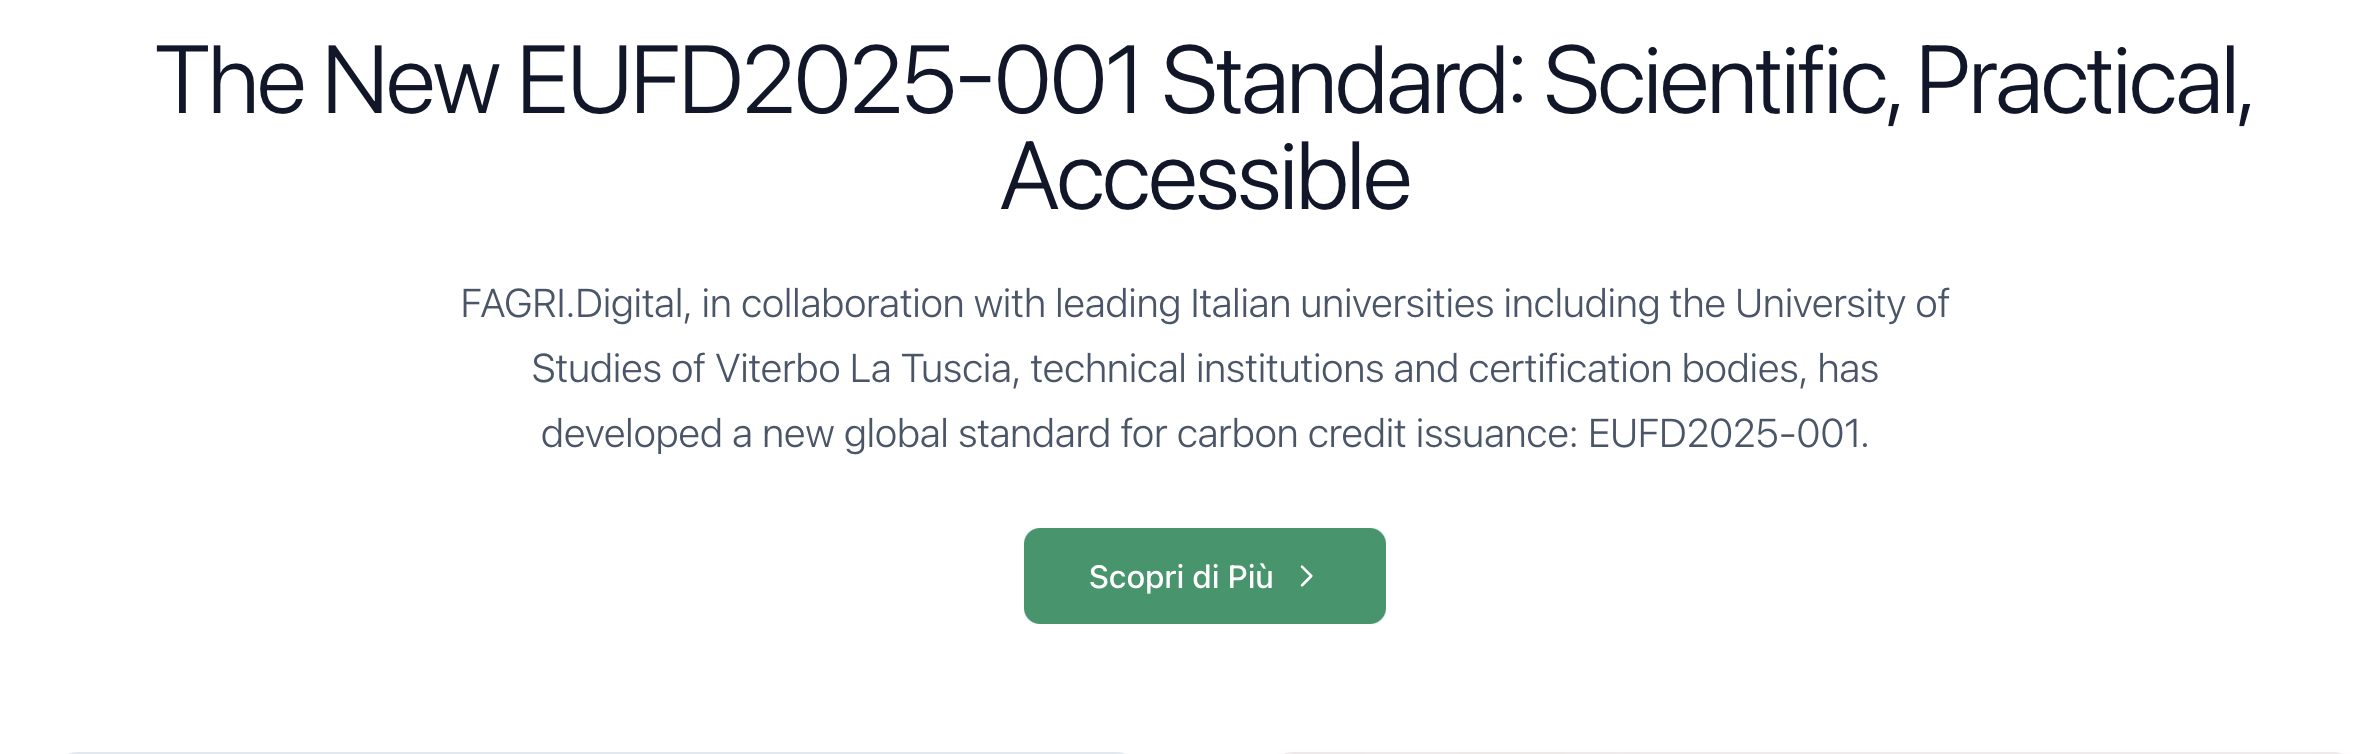 The New EUFD2025-001 Standard: Scientific, Practical,
Accessible
FAGRI.Digital, in collaboration with leading Italian universities including the University of
Studies of Viterbo La Tuscia, technical institutions and certification bodies, has
developed a new global standard for carbon credit issuance: EUFD2025-001.
Scopri di Più